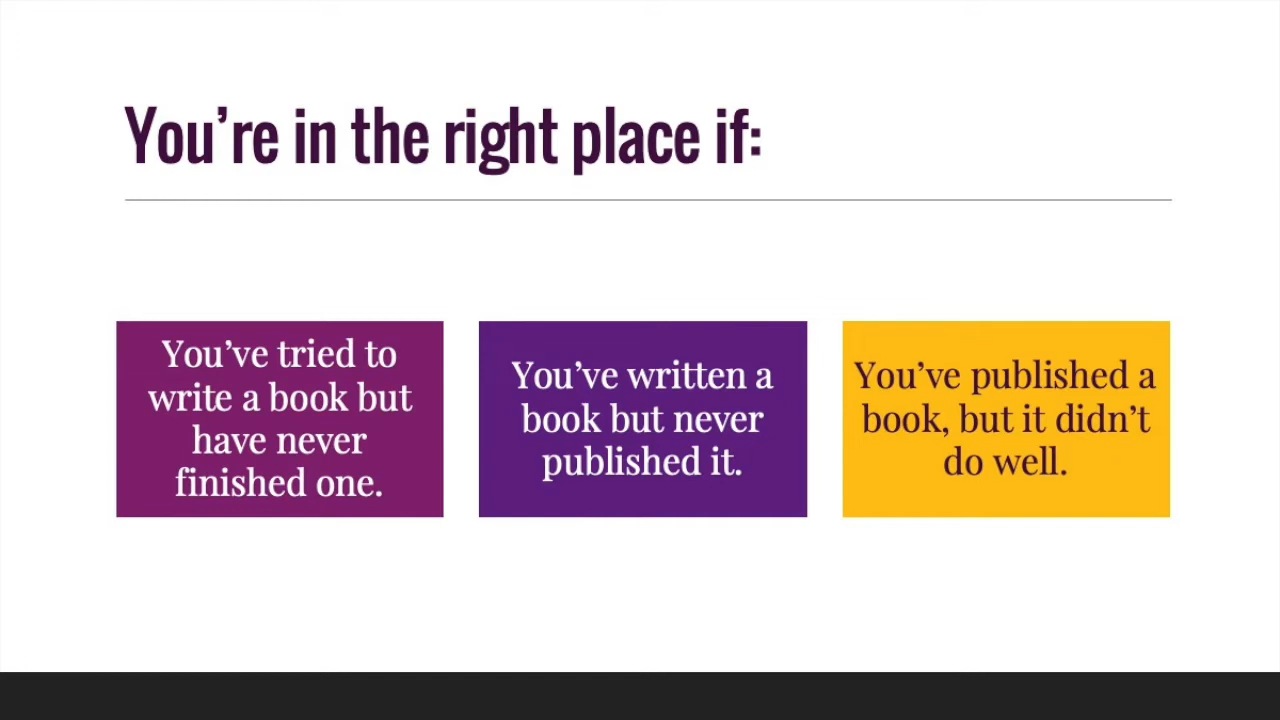 You’re in the right place if:
You’ve tried to
write a book but
have never
finished one.
You’ve written a
book but never
published it.
You’ve published a
book, but it didn’t
do well.